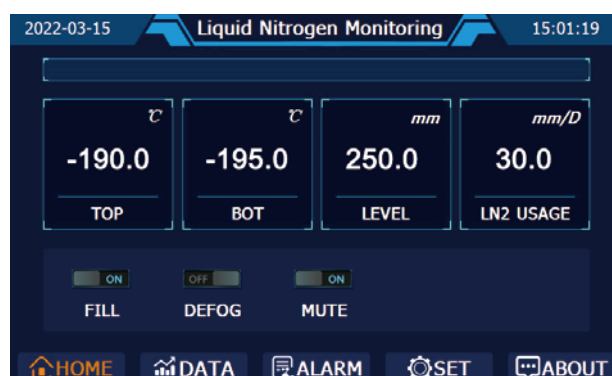 2022-03-15 Liquid Nitrogen Monitoring 15:01:19
℃ ℃ mm mm/D
-190.0 -195.0 250.0 30.0
TOP BOT LEVEL LN2 USAGE
ON OFF ON
FILL DEFOG MUTE
HOME DATA ALARM SET ABOUT